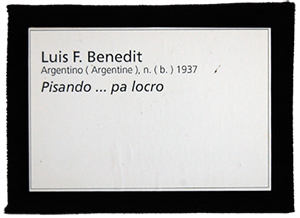 Luis F. Benedit
Argentino ( Argentine ), n. ( b. ) 1937
Pisando ... pa locro